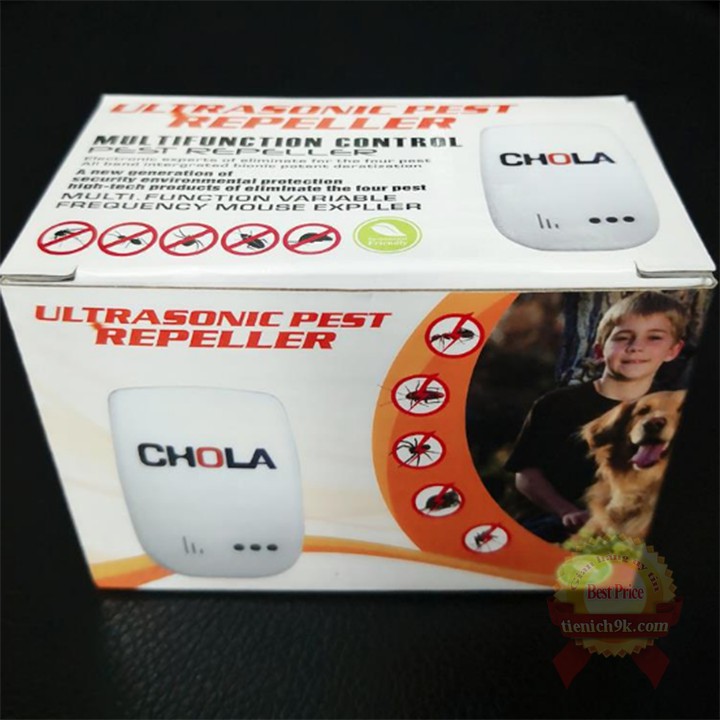 ULTRASONIC PEST
REPELLER
MULTIFUNCTION CONTROL
PEST REPELLER
Electronic experts of eliminate for the four pest
All band intergrated bionic patent deratization
A new generation of
security environmental protection
high-tech products of eliminate the four pest
MULTI.FUNCTION VARIABLE
FREQUENCY MOUSE EXPLLER
Friendly
CHOLA
ULTRASONIC PEST
REPELLER
CHOLA
Best Price
tienich9k.com